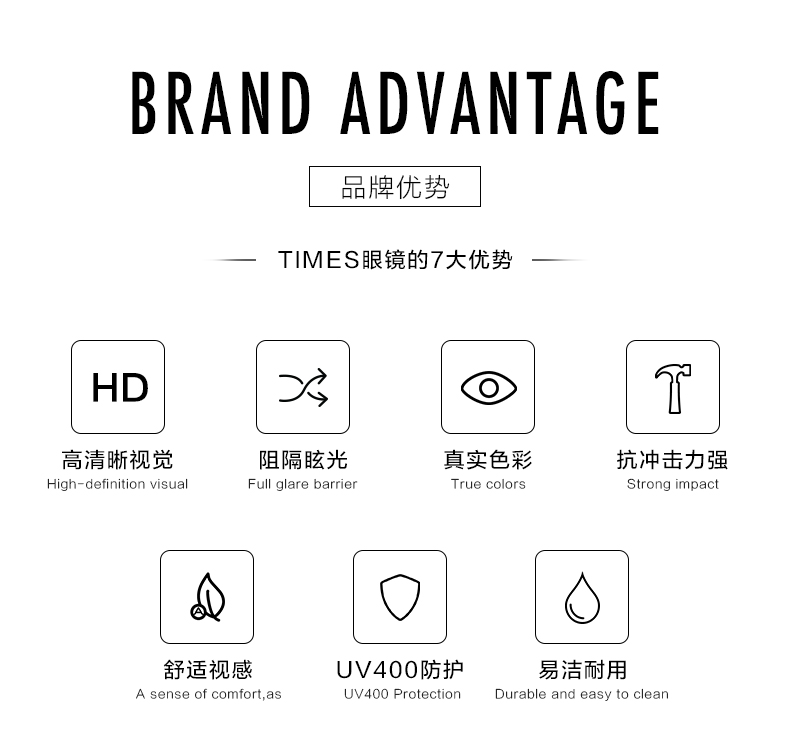 BRAND ADVANTAGE
品牌优势
TIMES眼镜的7大优势
HD
高清晰视觉
High-definition visual
阻隔眩光
Full glare barrier
真实色彩
True colors
抗冲击力强
Strong impact
A
舒适视感
A sense of comfort,as
UV400防护
UV400 Protection
易洁耐用
Durable and easy to clean